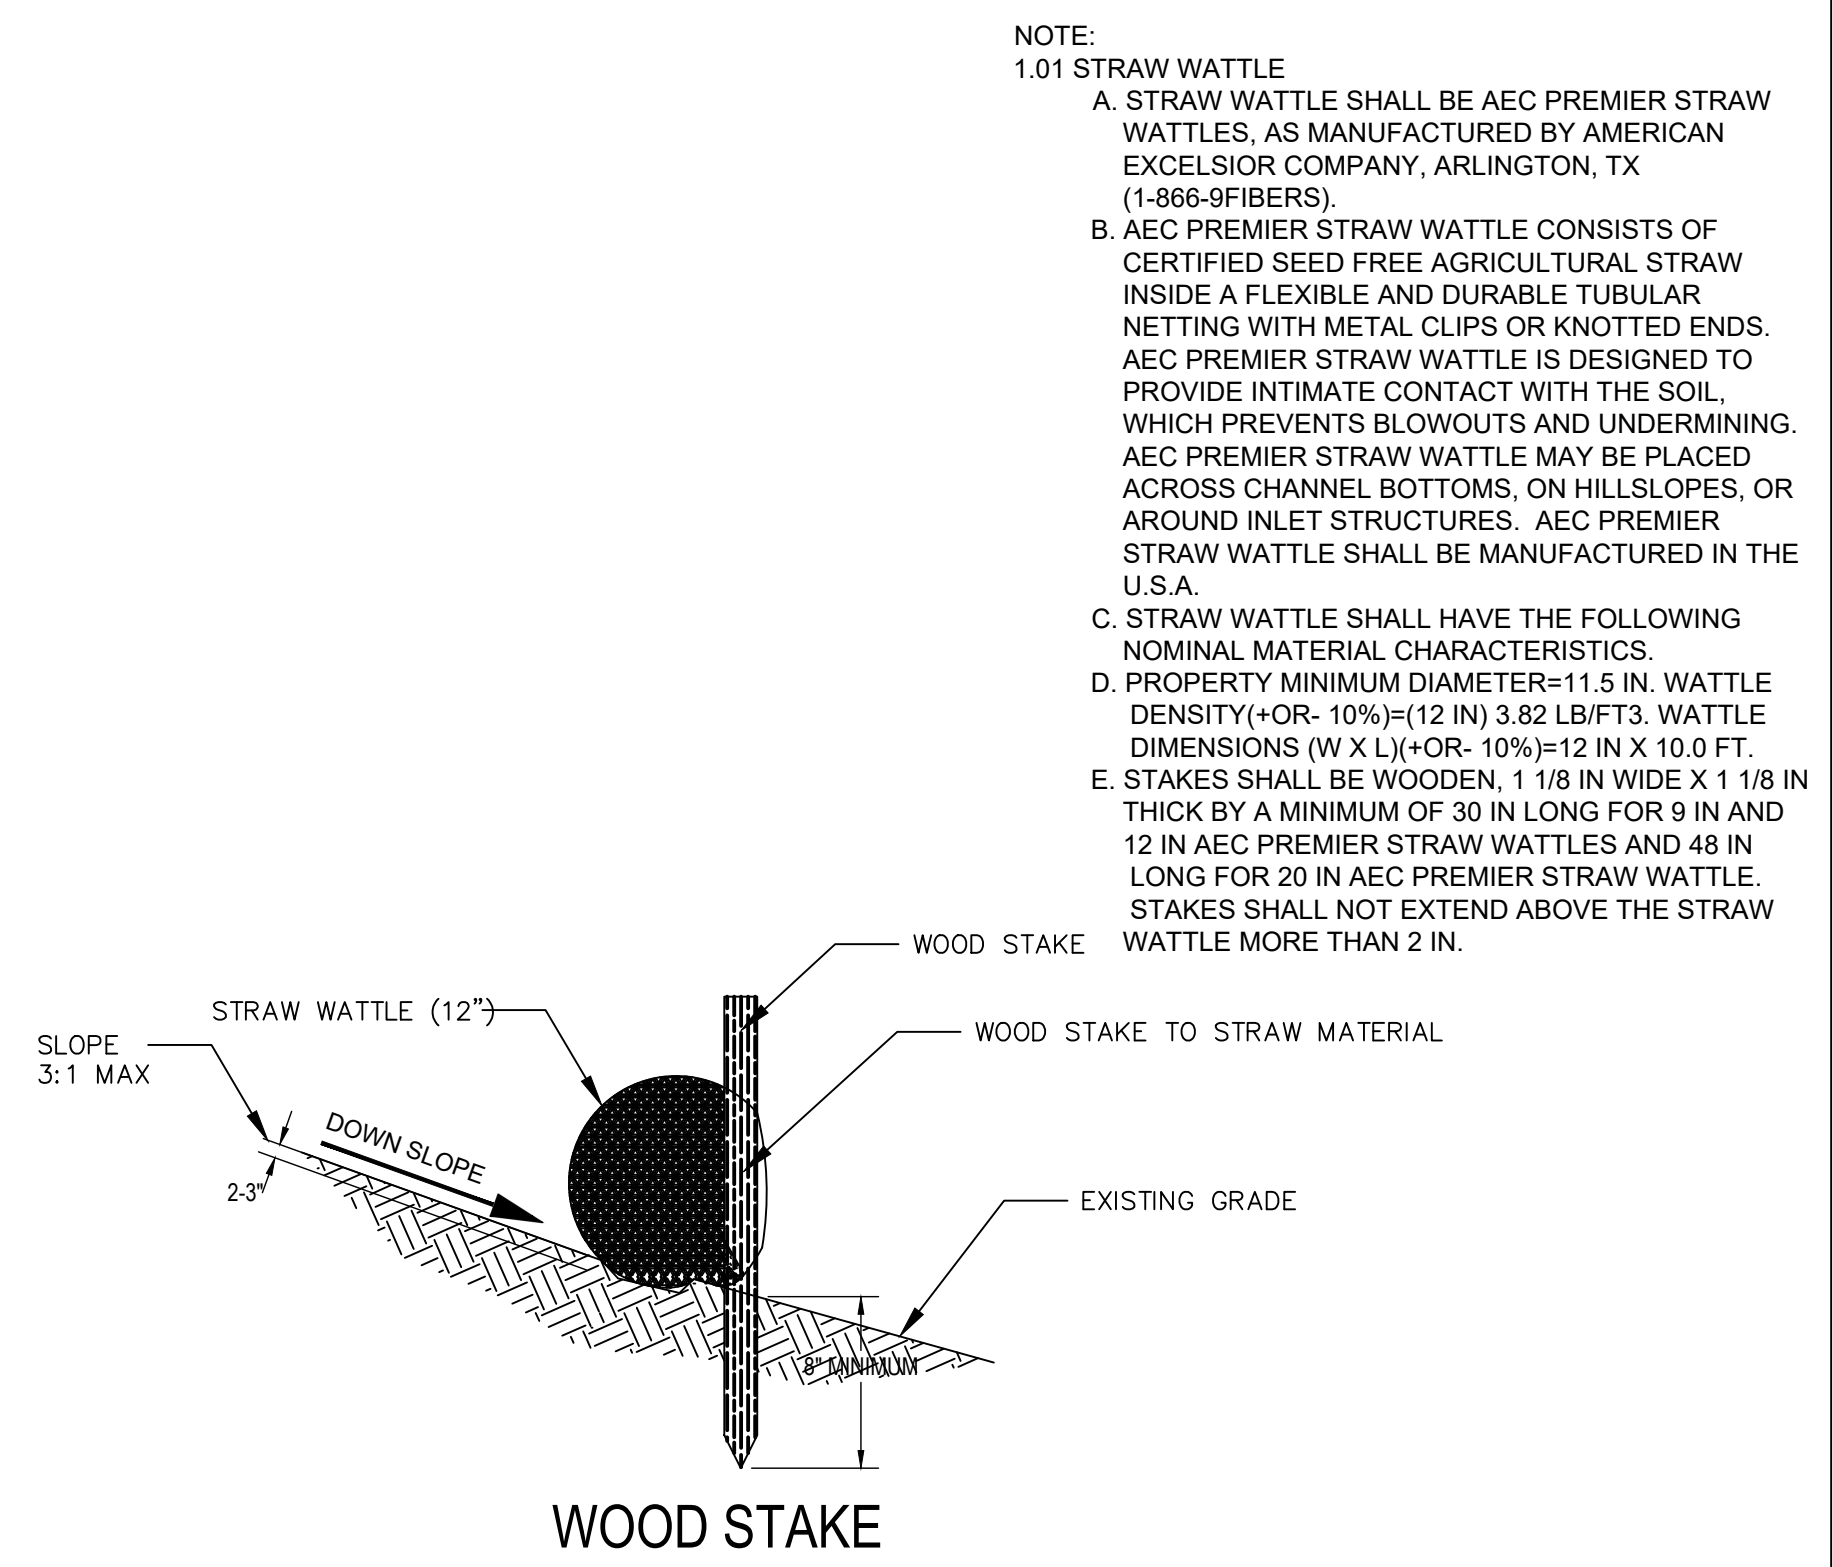 NOTE:
1.01 STRAW WATTLE
A. STRAW WATTLE SHALL BE AEC PREMIER STRAW
WATTLES, AS MANUFACTURED BY AMERICAN
EXCELSIOR COMPANY, ARLINGTON, TX
(1-866-9FIBERS).
B. AEC PREMIER STRAW WATTLE CONSISTS OF
CERTIFIED SEED FREE AGRICULTURAL STRAW
INSIDE A FLEXIBLE AND DURABLE TUBULAR
NETTING WITH METAL CLIPS OR KNOTTED ENDS.
AEC PREMIER STRAW WATTLE IS DESIGNED TO
PROVIDE INTIMATE CONTACT WITH THE SOIL,
WHICH PREVENTS BLOWOUTS AND UNDERMINING.
AEC PREMIER STRAW WATTLE MAY BE PLACED
ACROSS CHANNEL BOTTOMS, ON HILLSLOPES, OR
AROUND INLET STRUCTURES.  AEC PREMIER
STRAW WATTLE SHALL BE MANUFACTURED IN THE
U.S.A.
C. STRAW WATTLE SHALL HAVE THE FOLLOWING
NOMINAL MATERIAL CHARACTERISTICS.
D. PROPERTY MINIMUM DIAMETER=11.5 IN. WATTLE
DENSITY(+OR- 10%)=(12 IN) 3.82 LB/FT3. WATTLE
DIMENSIONS (W X L)(+OR- 10%)=12 IN X 10.0 FT.
E. STAKES SHALL BE WOODEN, 1 1/8 IN WIDE X 1 1/8 IN
THICK BY A MINIMUM OF 30 IN LONG FOR 9 IN AND
12 IN AEC PREMIER STRAW WATTLES AND 48 IN
LONG FOR 20 IN AEC PREMIER STRAW WATTLE.
STAKES SHALL NOT EXTEND ABOVE THE STRAW
WATTLE MORE THAN 2 IN.
WOOD STAKE
STRAW WATTLE (12")
WOOD STAKE TO STRAW MATERIAL
SLOPE
3:1 MAX
DOWN SLOPE
2-3"
EXISTING GRADE
8" MINIMUM
WOOD STAKE